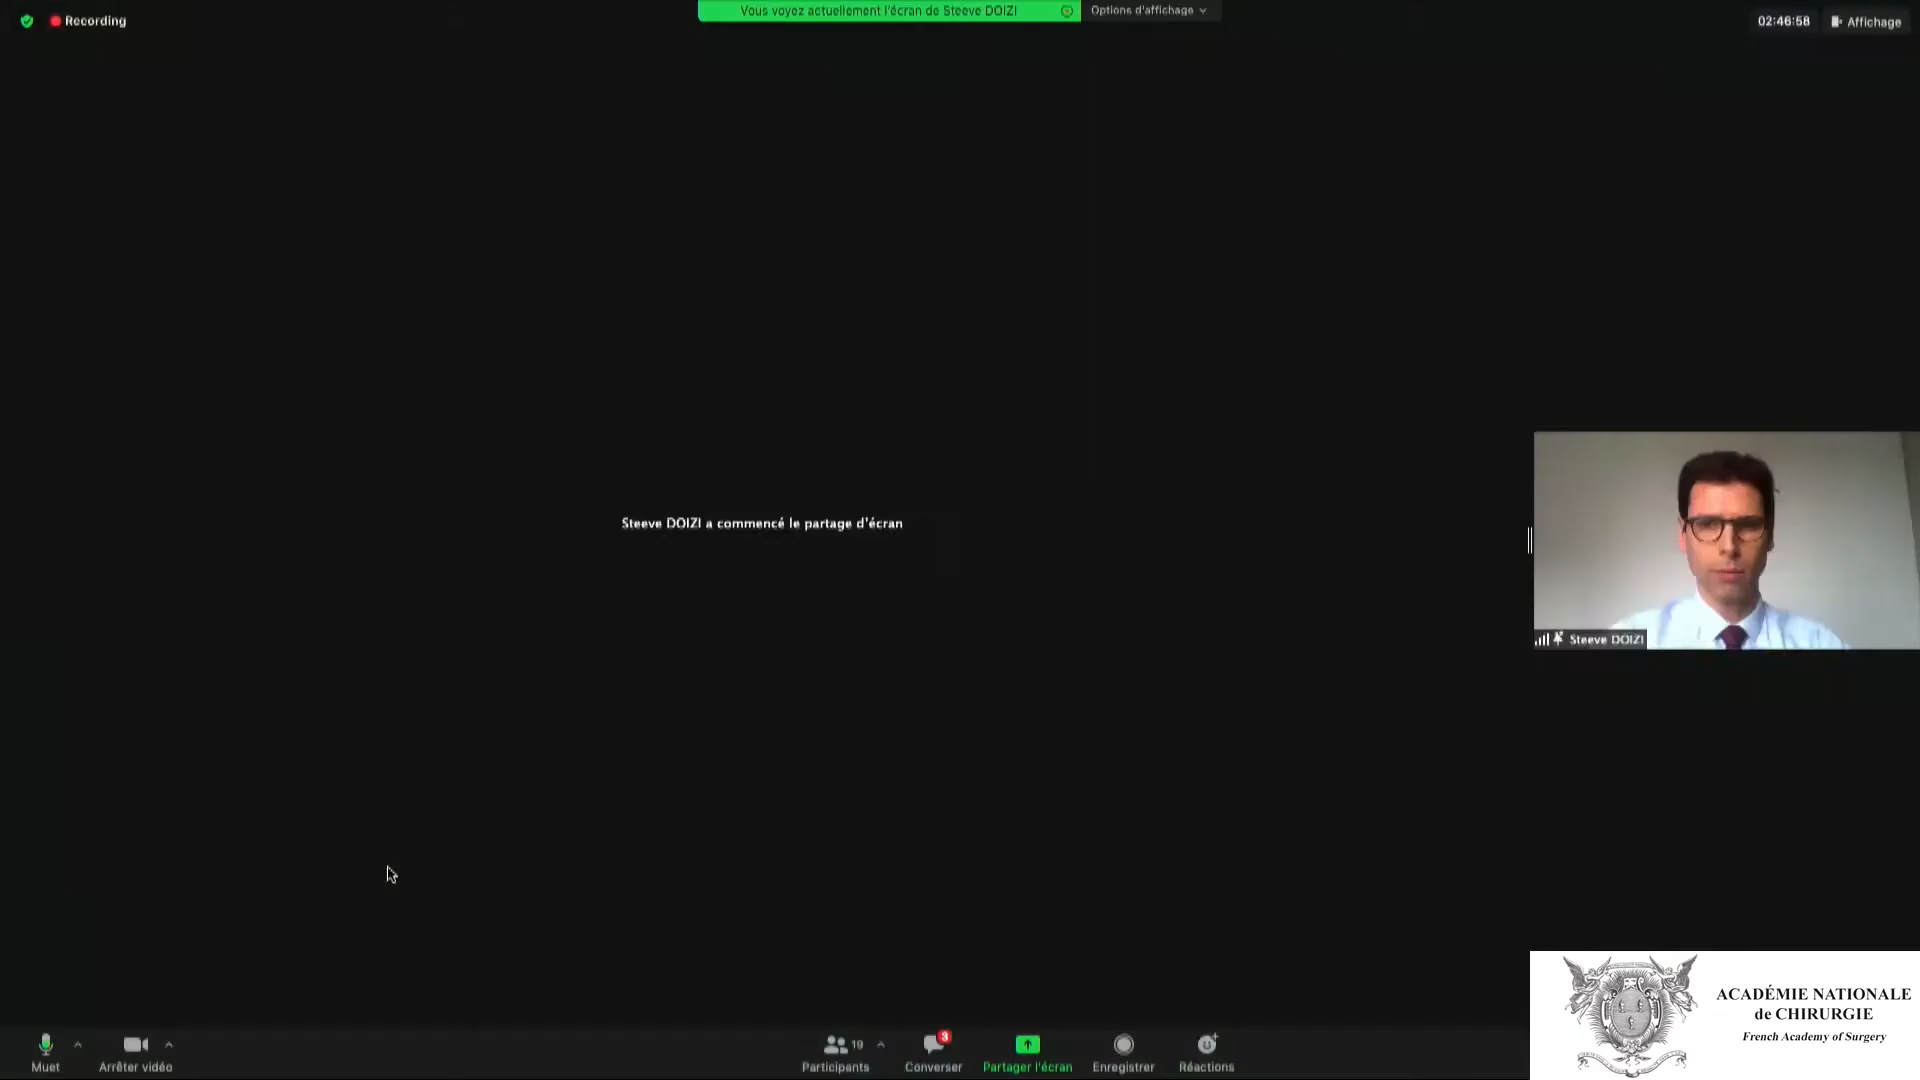 Recording
Vous voyez actuellement l'écran de Steeve DOIZI
Options d'affichage
02:46:58
Affichage
Steeve DOIZI a commencé le partage d'écran
Steeve DOIZI
ACADÉMIE NATIONALE
de CHIRURGIE
French Academy of Surgery
Muet
Arrêter vidéo
19
Participants
3
Converser
Partager l'écran
Enregistrer
Réactions